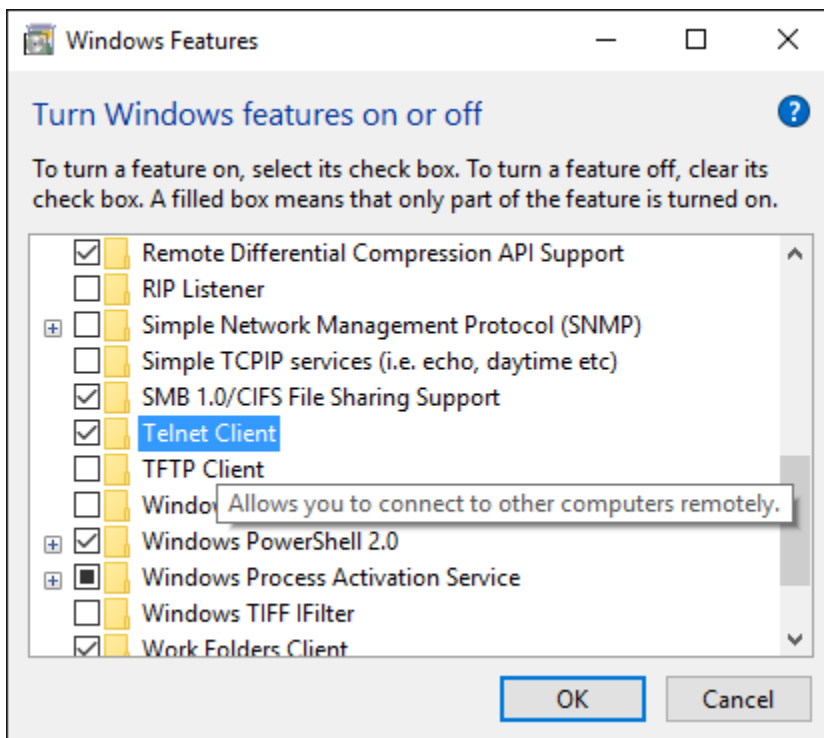 Windows Features
Turn Windows features on or off
To turn a feature on, select its check box. To turn a feature off, clear its
check box. A filled box means that only part of the feature is turned on.
Remote Differential Compression API Support
RIP Listener
Simple Network Management Protocol (SNMP)
Simple TCPIP services (i.e. echo, daytime etc)
SMB 1.0/CIFS File Sharing Support
Telnet Client
TFTP Client
Allows you to connect to other computers remotely.
Windows PowerShell 2.0
Windows Process Activation Service
Windows TIFF IFilter
Work Folders Client
OK Cancel